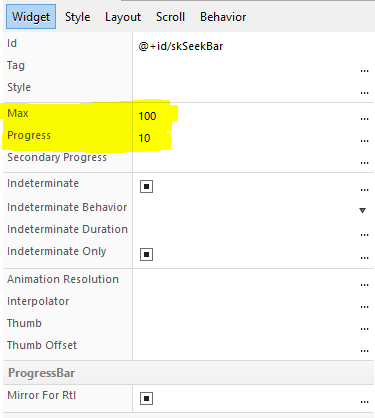 Widget Style Layout Scroll Behavior
Id @+id/skSeekBar
Tag ...
Style ...
Max 100
Progress 10
Secondary Progress ...
Indeterminate ...
Indeterminate Behavior
Indeterminate Duration ...
Indeterminate Only ...
Animation Resolution ...
Interpolator ...
Thumb ...
Thumb Offset ...
ProgressBar
Mirror For Rtl ...